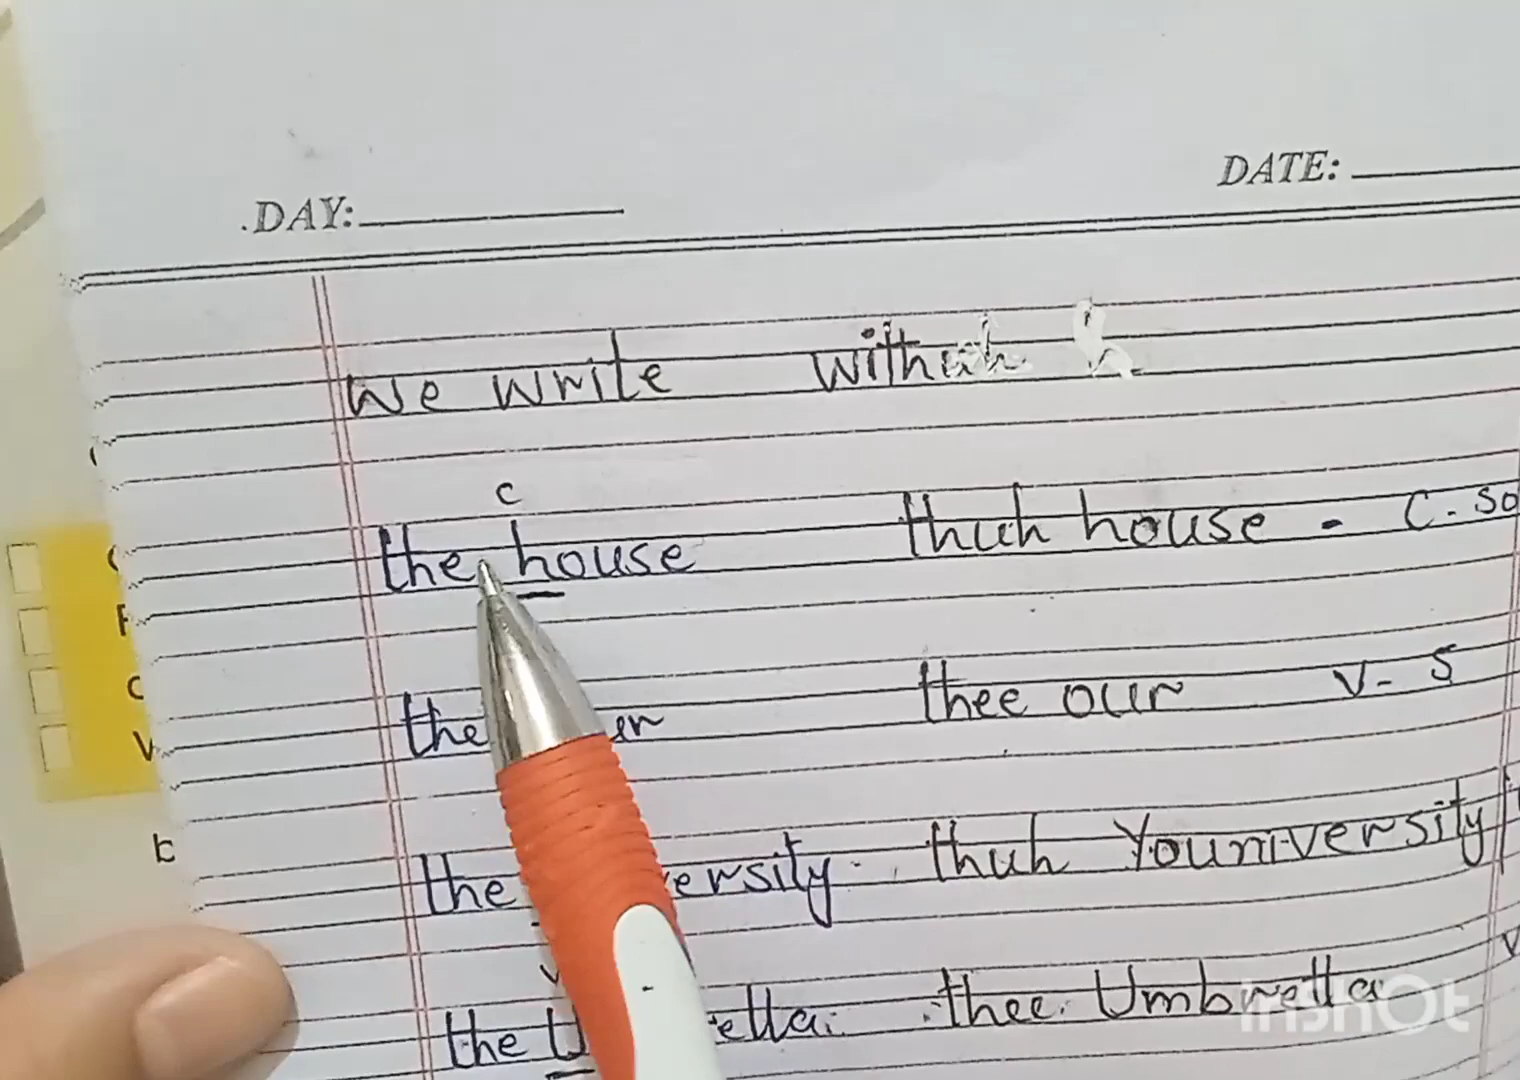 DATE:
.DAY:
We write with
c
the house thuh house - C. So
the thee our V- S
the ersity thuh Youniversity
the U ella. thee Umbrella
InShOt